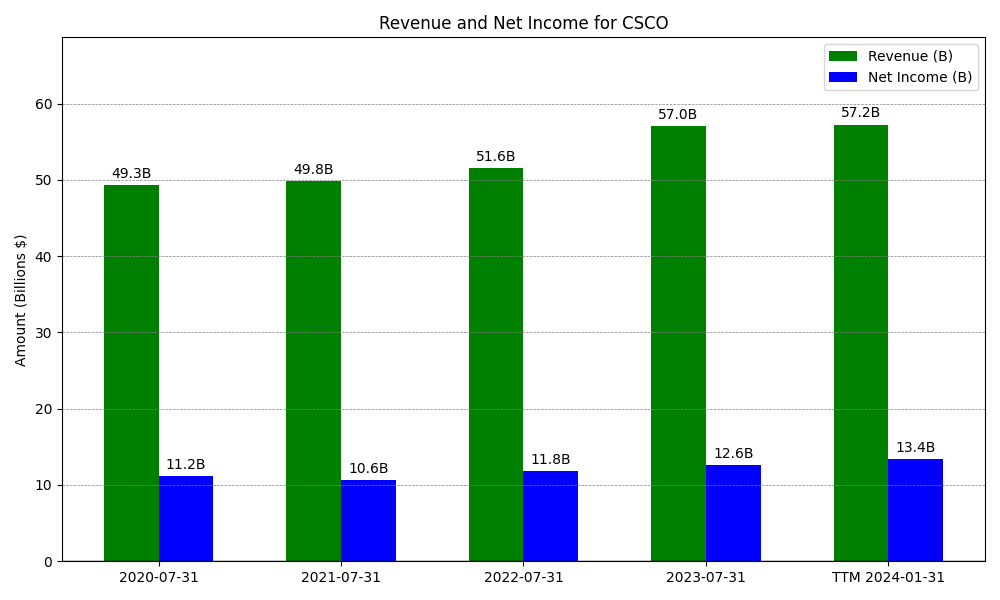 Revenue and Net Income for CSCO
Revenue (B)
Net Income (B)
Amount (Billions $)
60
50
40
30
20
10
0
49.3B
11.2B
49.8B
10.6B
51.6B
11.8B
57.0B
12.6B
57.2B
13.4B
2020-07-31
2021-07-31
2022-07-31
2023-07-31
TTM 2024-01-31